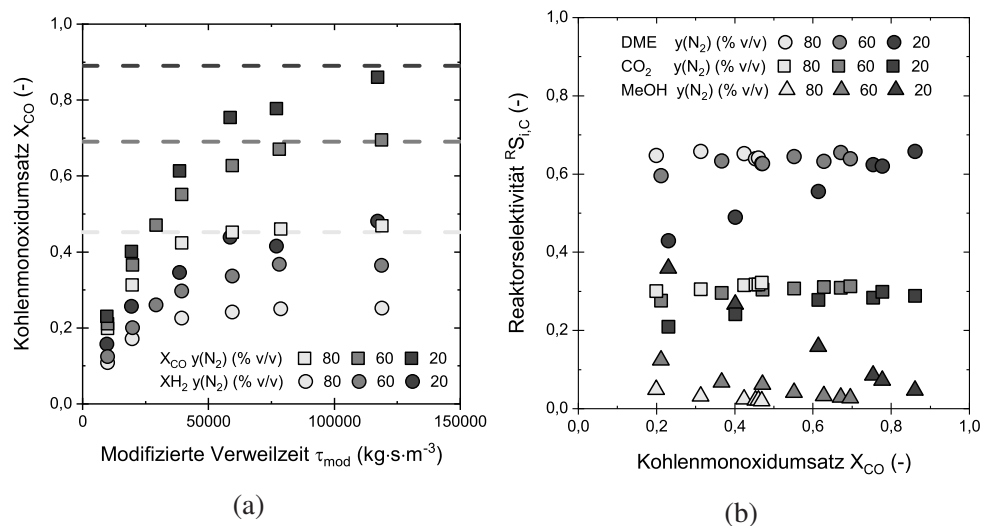 (a)
Kohlenmonoxidumsatz X_CO (-)
1,0
0,8
0,6
0,4
0,2
0,0
X_CO y(N₂) (% v/v) 80 60 20
XH₂ y(N₂) (% v/v) 80 60 20
0 50000 100000 150000
Modifizierte Verweilzeit τ_mod (kg·s·m⁻³)
(a)
(b)
Reaktorselektivität ᴿS_i,C (-)
1,0
DME y(N₂) (% v/v) 80 60 20
CO₂ y(N₂) (% v/v) 80 60 20
MeOH y(N₂) (% v/v) 80 60 20
0,8
0,6
0,4
0,2
0,0
0,0 0,2 0,4 0,6 0,8 1,0
Kohlenmonoxidumsatz X_CO (-)
(b)